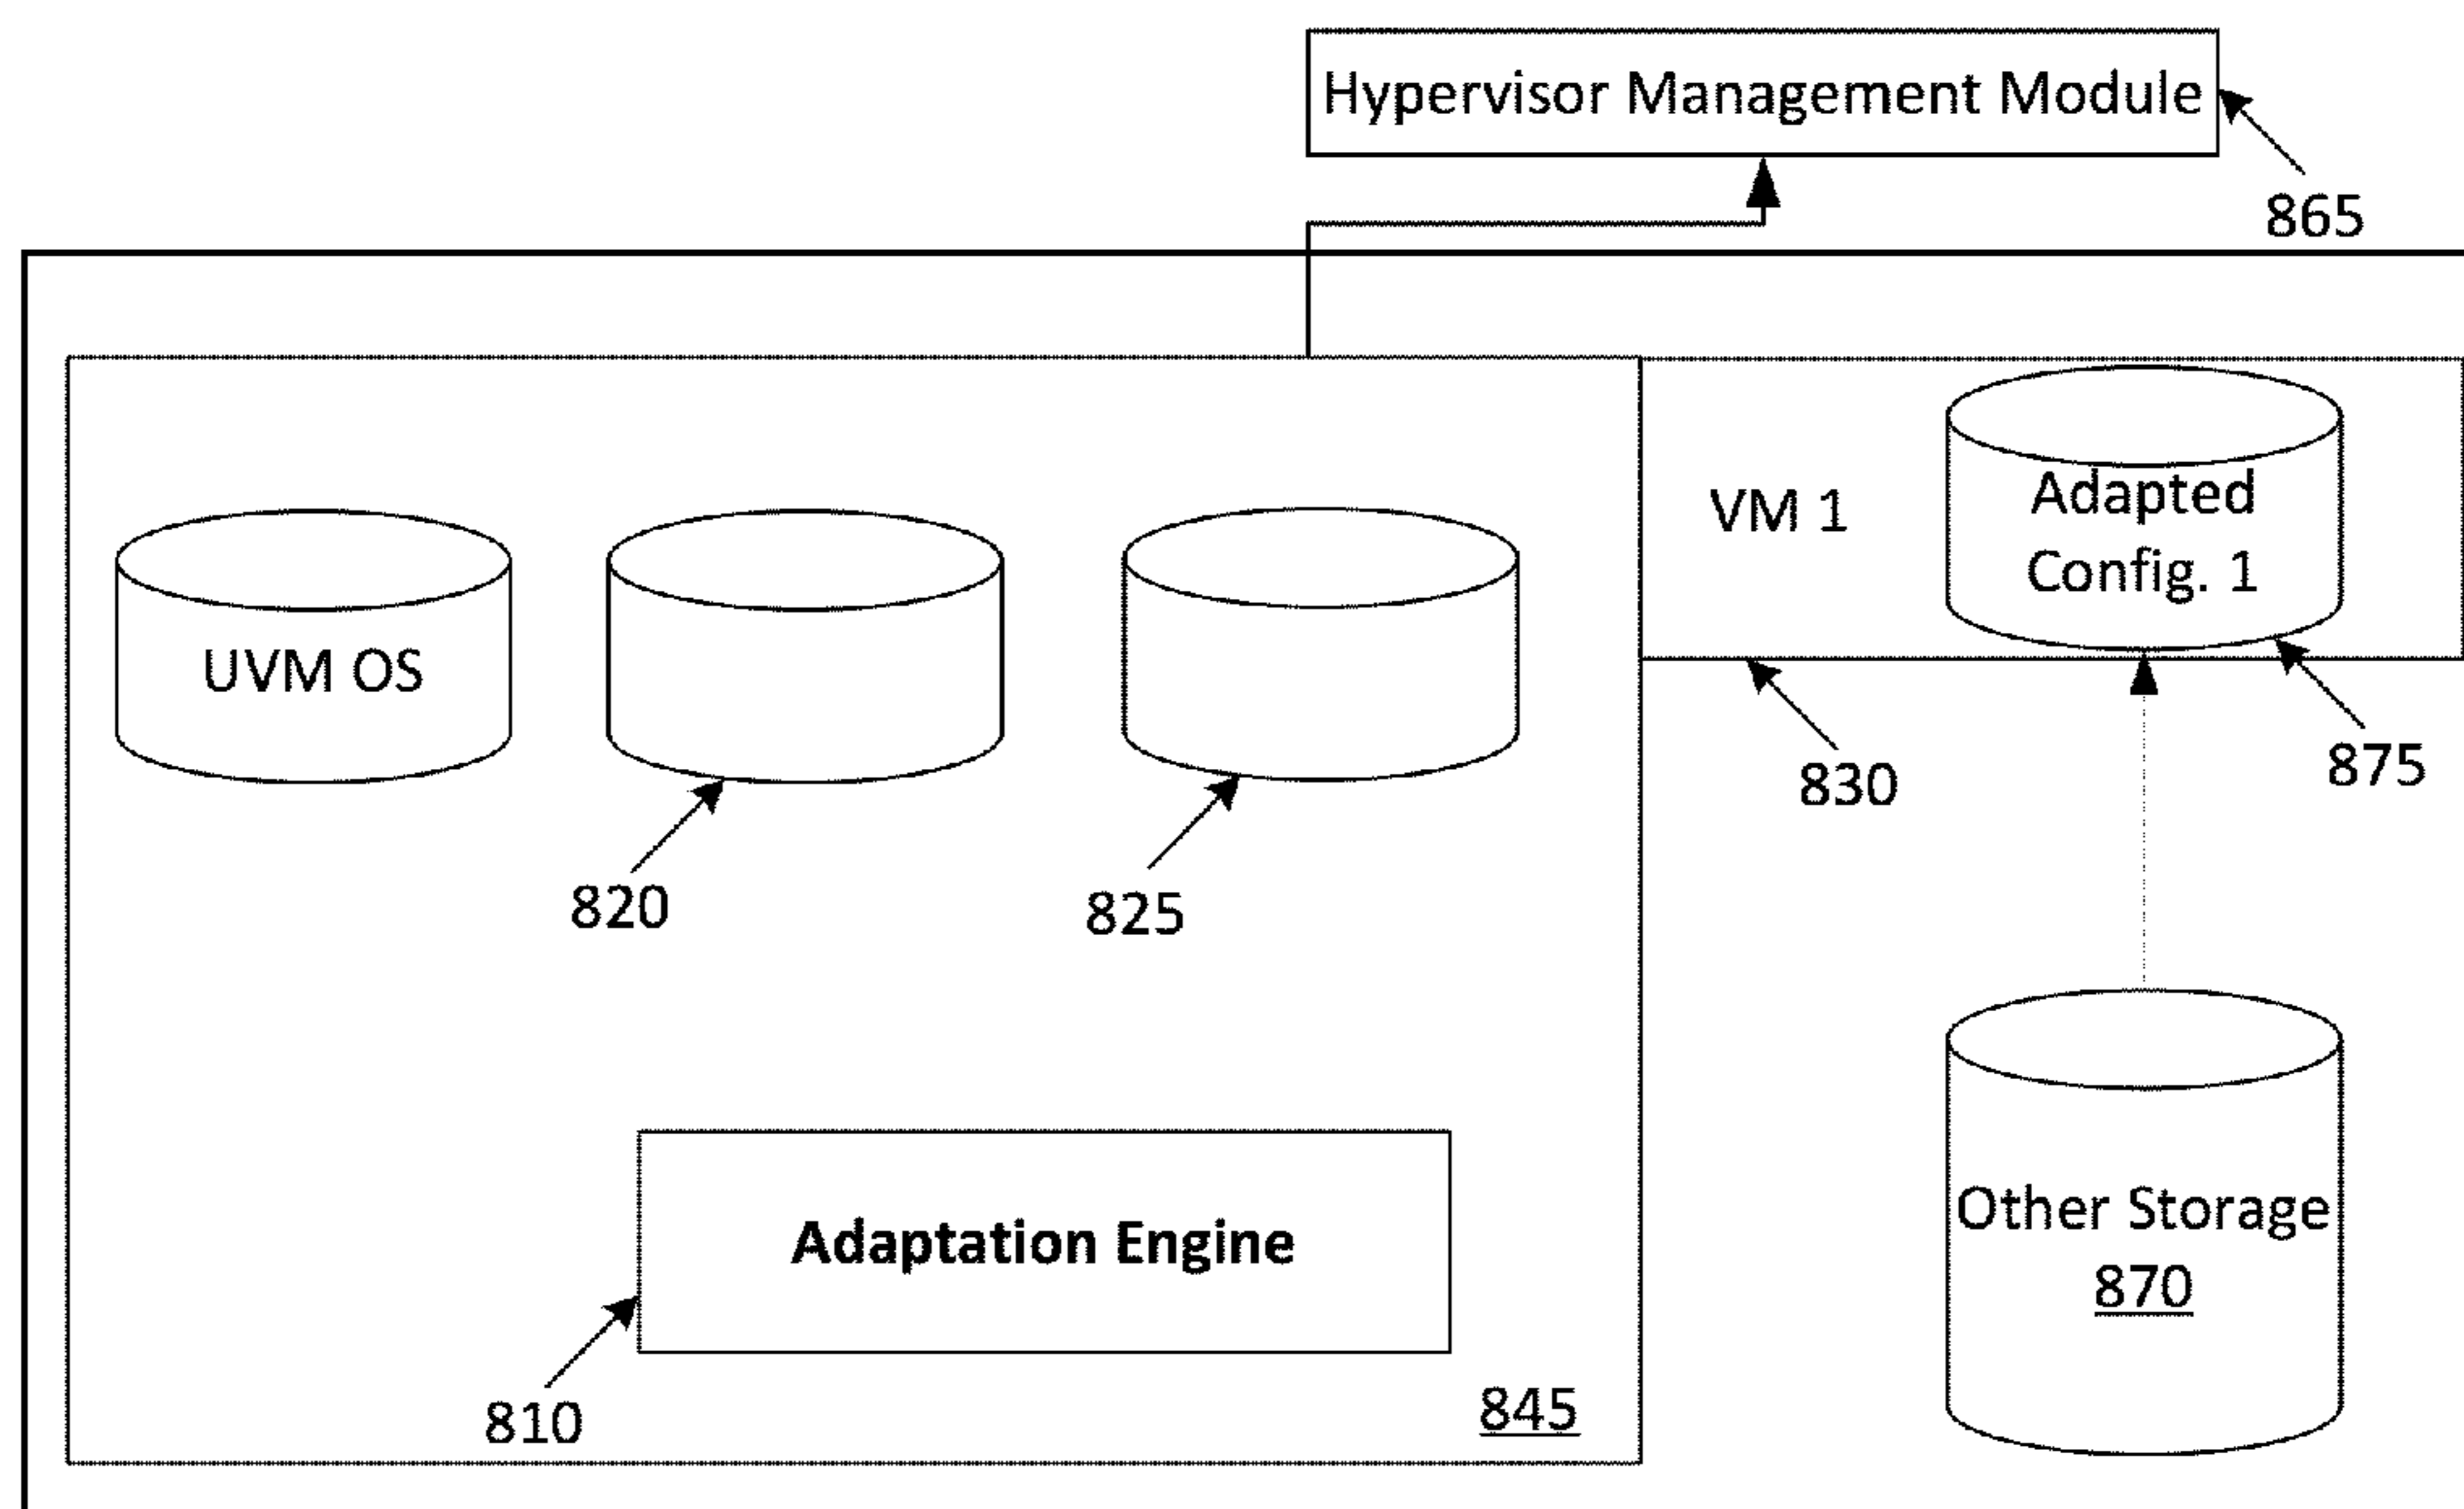 Hypervisor Management Module
865
VM 1
Adapted
Config. 1
UVM OS
830
875
820
825
Other Storage
870
Adaptation Engine
810
845